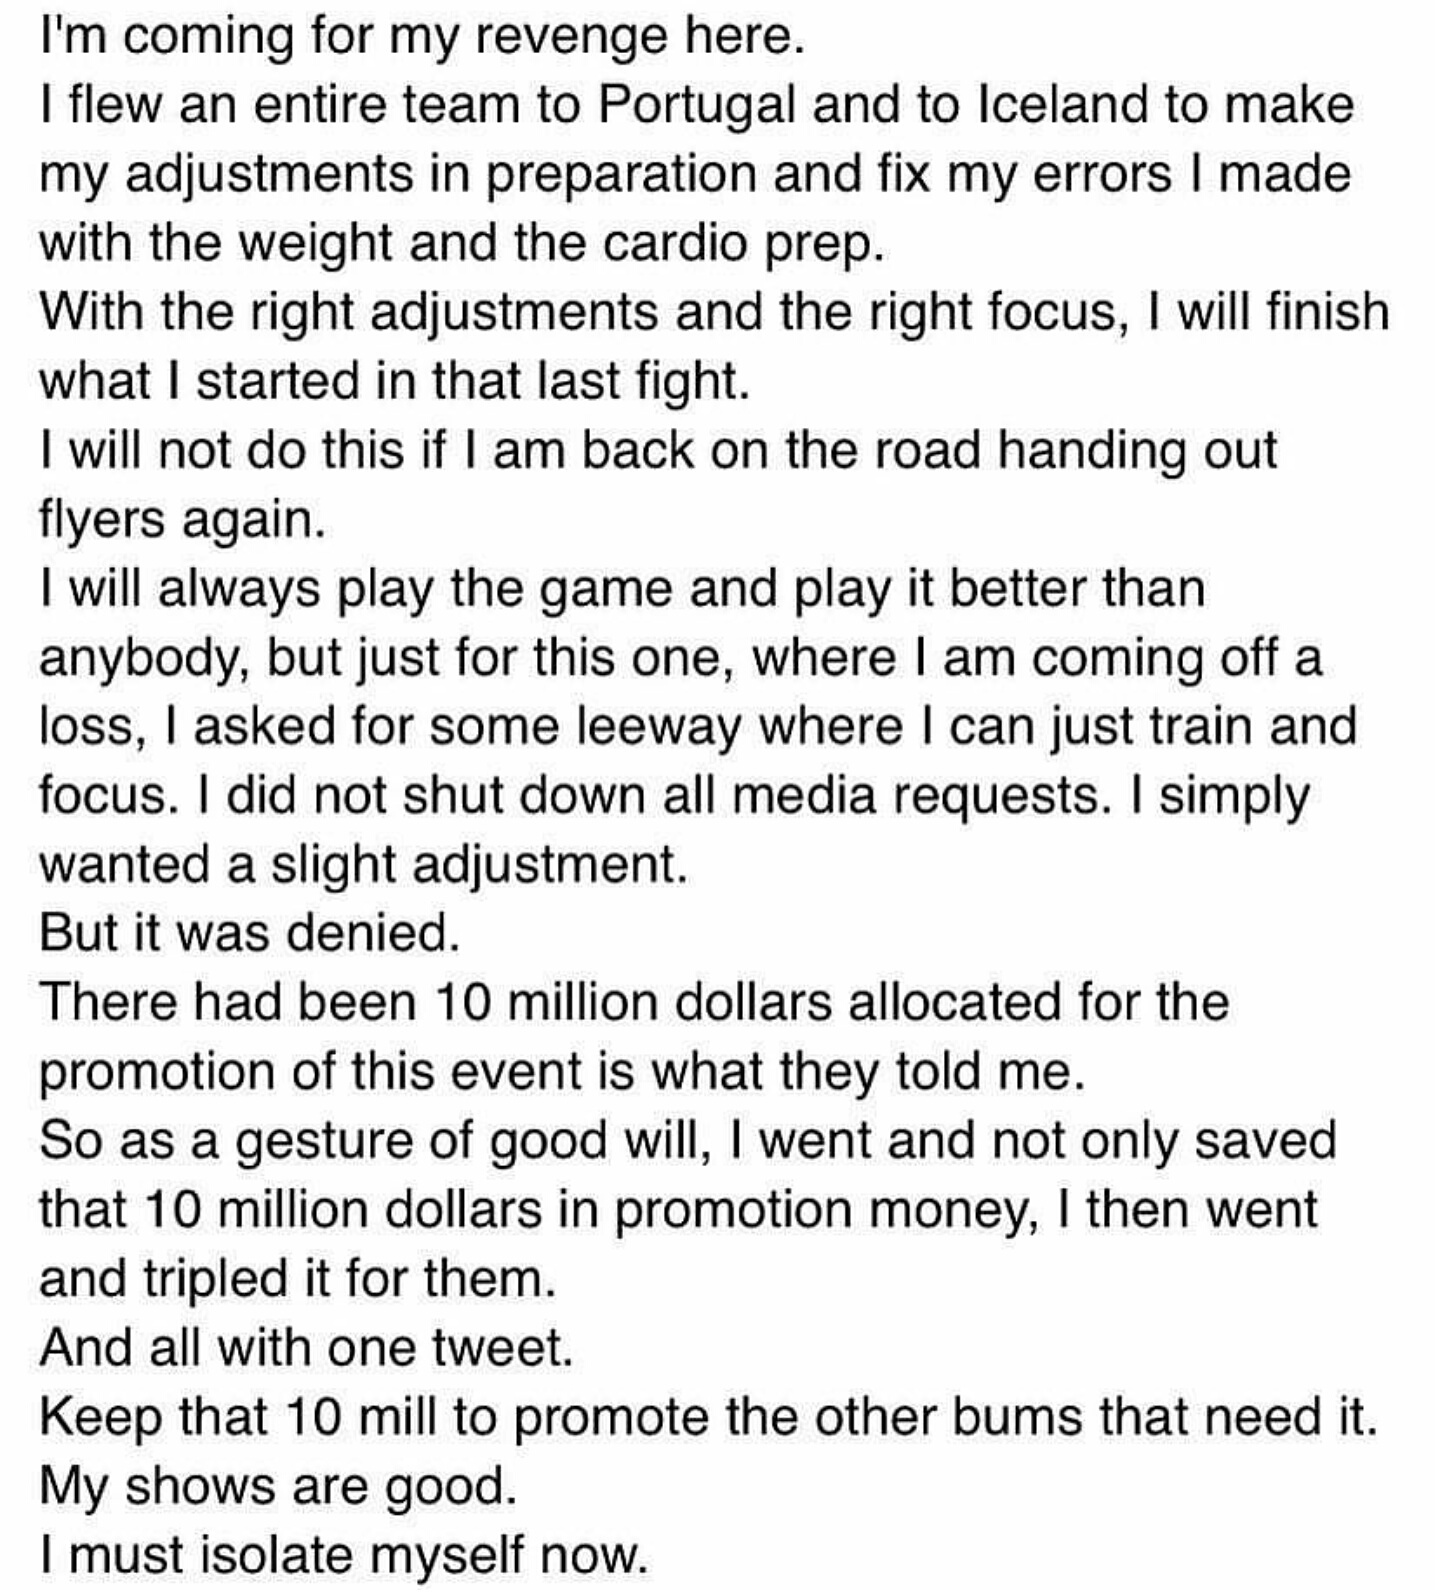 I'm coming for my revenge here.
I flew an entire team to Portugal and to Iceland to make
my adjustments in preparation and fix my errors I made
with the weight and the cardio prep.
With the right adjustments and the right focus, I will finish
what I started in that last fight.
I will not do this if I am back on the road handing out
flyers again.
I will always play the game and play it better than
anybody, but just for this one, where I am coming off a
loss, I asked for some leeway where I can just train and
focus. I did not shut down all media requests. I simply
wanted a slight adjustment.
But it was denied.
There had been 10 million dollars allocated for the
promotion of this event is what they told me.
So as a gesture of good will, I went and not only saved
that 10 million dollars in promotion money, I then went
and tripled it for them.
And all with one tweet.
Keep that 10 mill to promote the other bums that need it.
My shows are good.
I must isolate myself now.